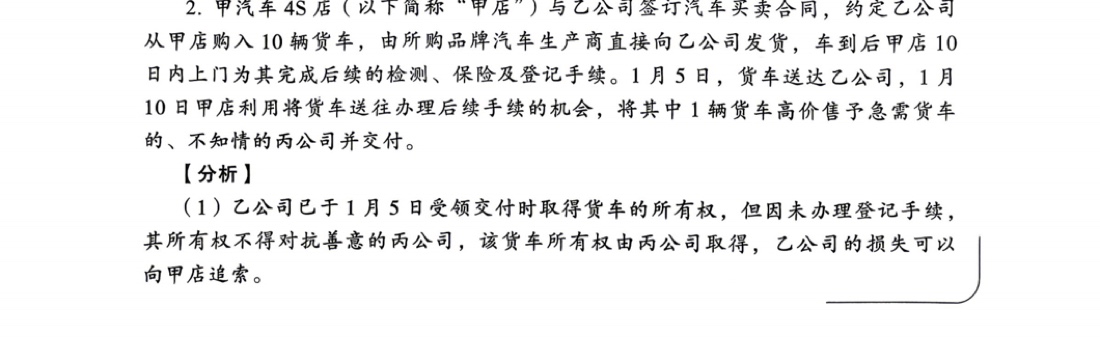 2. 甲汽车 4S 店（以下简称“甲店”）与乙公司签订汽车买卖合同，约定乙公司
从甲店购入 10 辆货车，由所购品牌汽车生产商直接向乙公司发货，车到后甲店 10
日内上门为其完成后续的检测、保险及登记手续。1 月 5 日，货车送达乙公司，1 月
10 日甲店利用将货车送往办理后续手续的机会，将其中 1 辆货车高价售予急需货车
的、不知情的丙公司并交付。
【分析】
（1）乙公司已于 1 月 5 日受领交付时取得货车的所有权，但因未办理登记手续，
其所有权不得对抗善意的丙公司，该货车所有权由丙公司取得，乙公司的损失可以
向甲店追索。